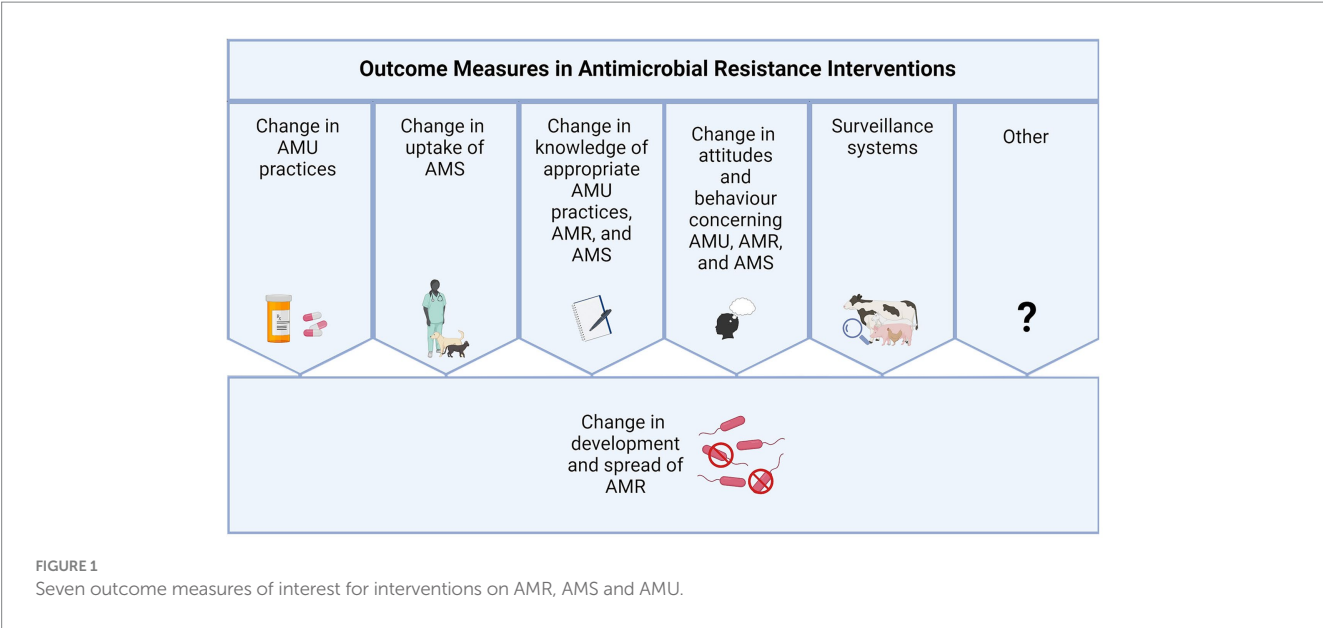 Outcome Measures in Antimicrobial Resistance Interventions
Change in
AMU
practices
Change in
uptake of
AMS
Change in
knowledge of
appropriate
AMU
practices,
AMR, and
AMS
Change in
attitudes
and
behaviour
concerning
AMU, AMR,
and AMS
Surveillance
systems
Other
?
Change in
development
and spread of
AMR
FIGURE 1
Seven outcome measures of interest for interventions on AMR, AMS and AMU.